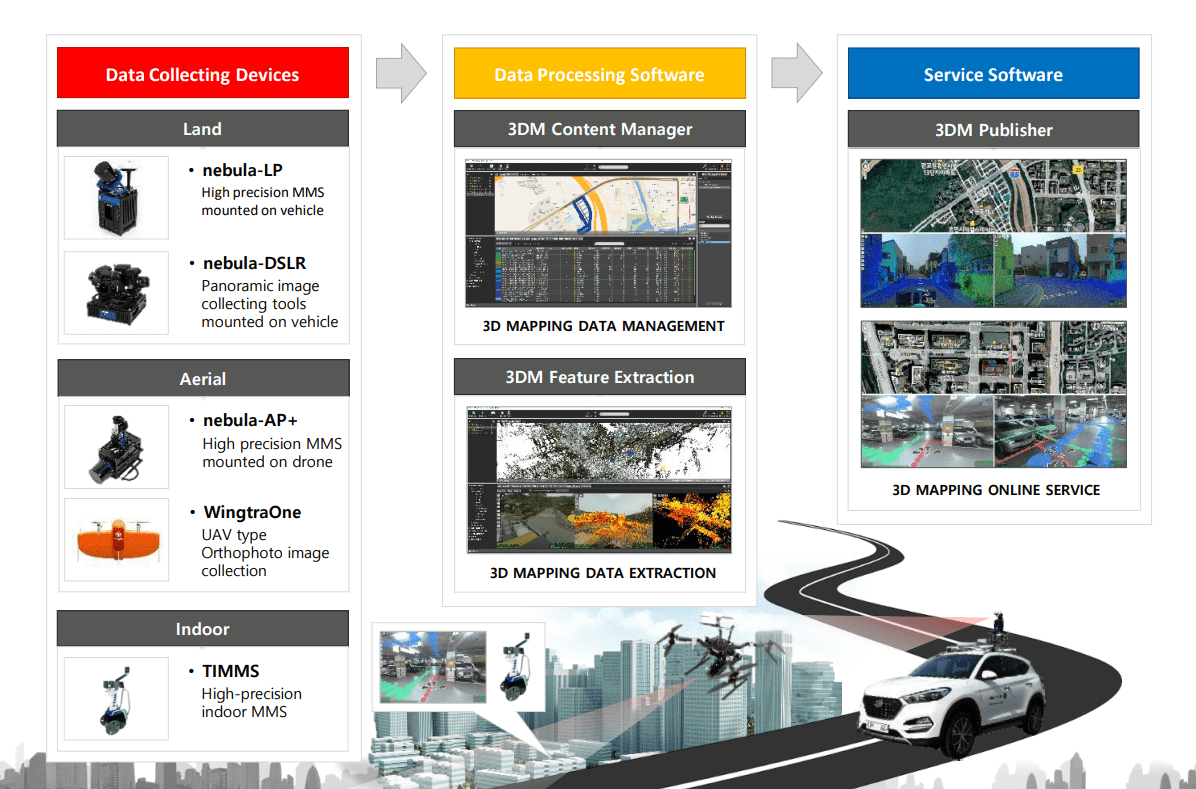 Data Collecting Devices
Land
• nebula-LP
High precision MMS
mounted on vehicle
• nebula-DSLR
Panoramic image
collecting tools
mounted on vehicle
Aerial
• nebula-AP+
High precision MMS
mounted on drone
• WingtraOne
UAV type
Orthophoto image
collection
Indoor
• TIMMS
High-precision
indoor MMS
Data Processing Software
3DM Content Manager
3D MAPPING DATA MANAGEMENT
3DM Feature Extraction
3D MAPPING DATA EXTRACTION
Service Software
3DM Publisher
3D MAPPING ONLINE SERVICE